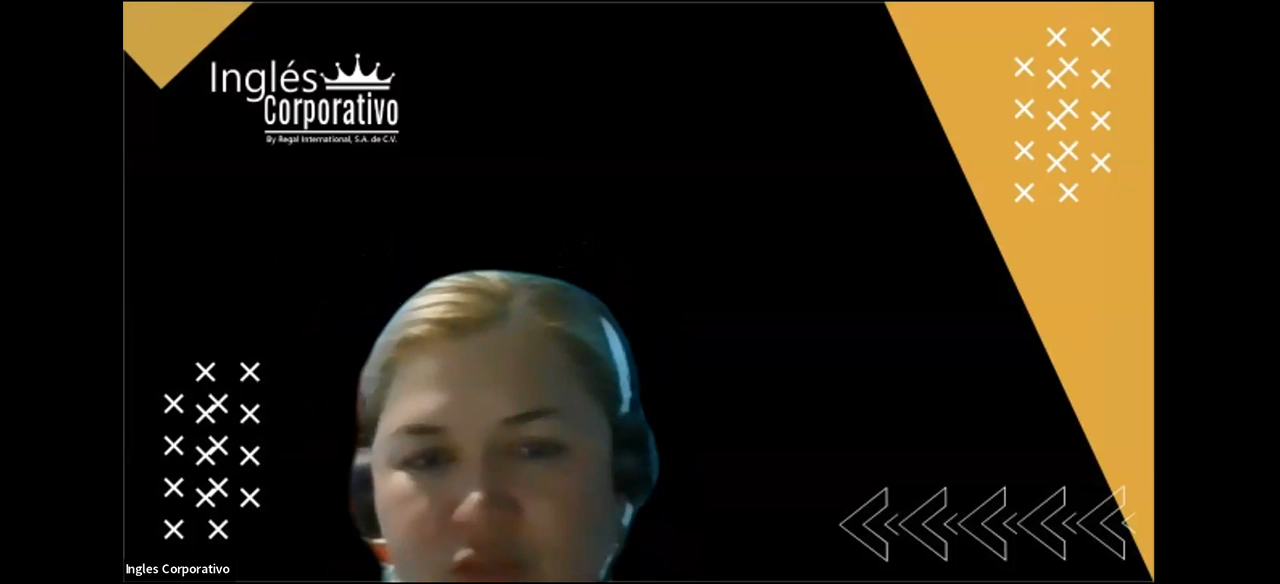 Inglés
Corporativo
By Regal International, S.A. de C.V.
Ingles Corporativo